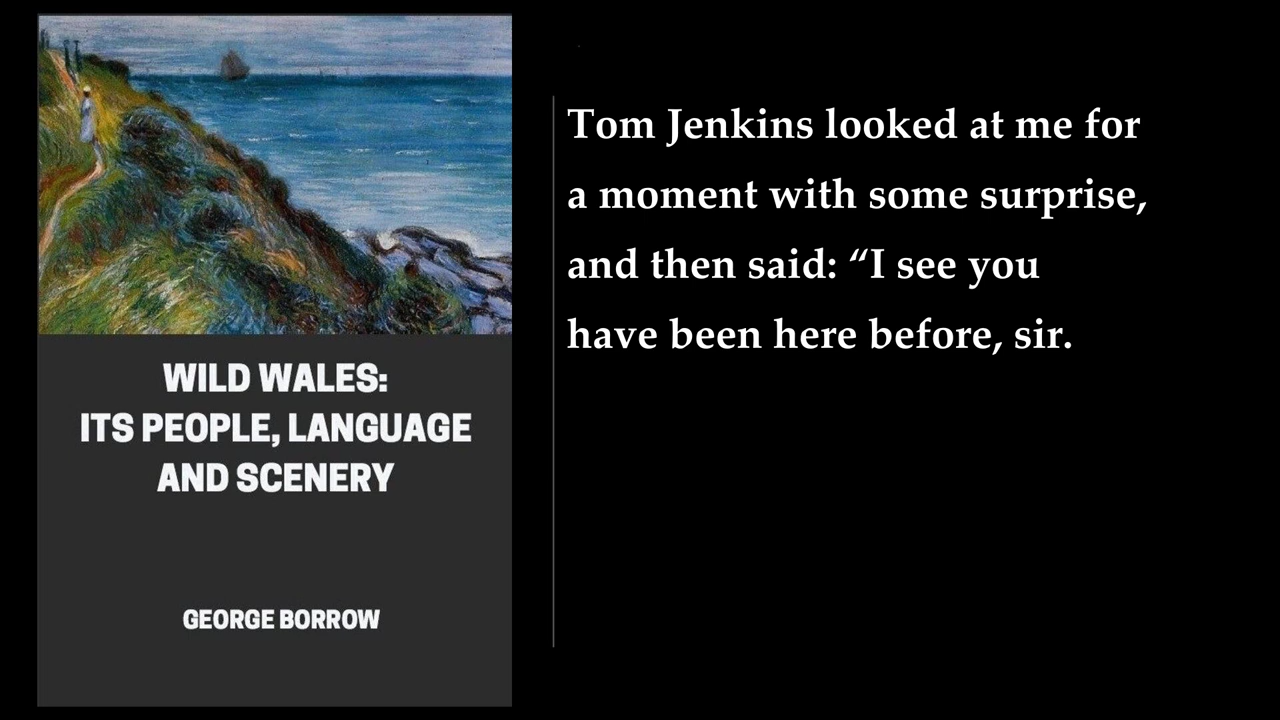 WILD WALES:
ITS PEOPLE, LANGUAGE
AND SCENERY
GEORGE BORROW
Tom Jenkins looked at me for
a moment with some surprise,
and then said: “I see you
have been here before, sir.